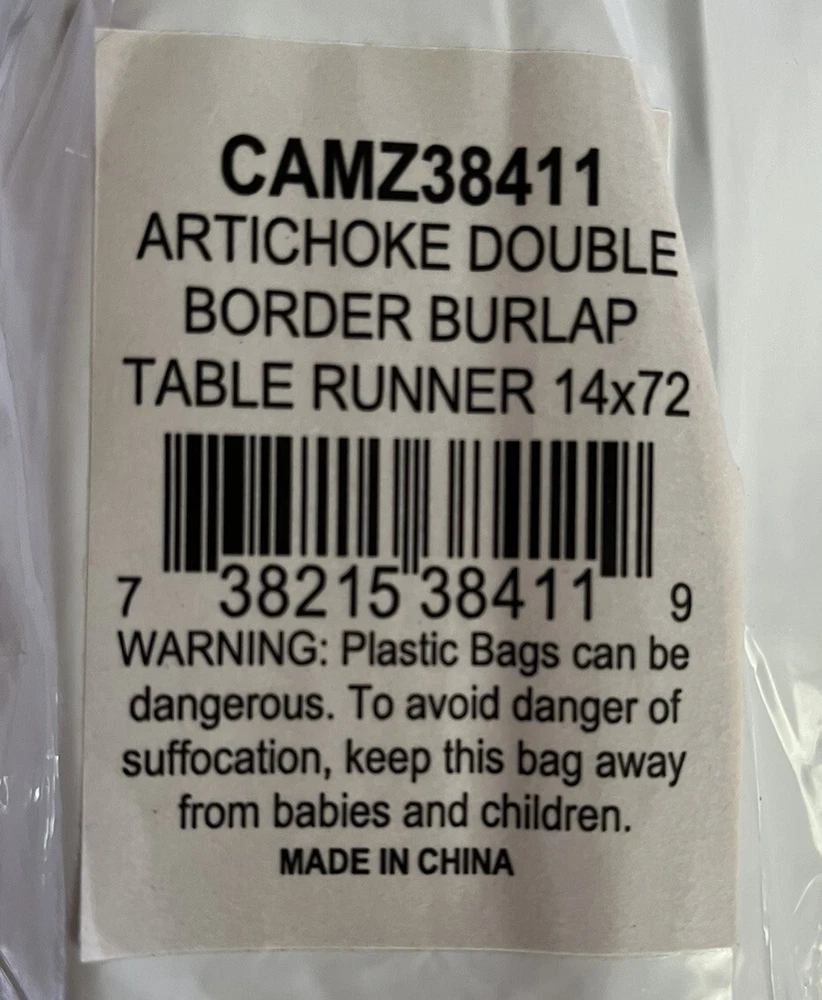 CAMZ38411
ARTICHOKE DOUBLE
BORDER BURLAP
TABLE RUNNER 14x72
7 38215 38411 9
WARNING: Plastic Bags can be
dangerous. To avoid danger of
suffocation, keep this bag away
from babies and children.
MADE IN CHINA